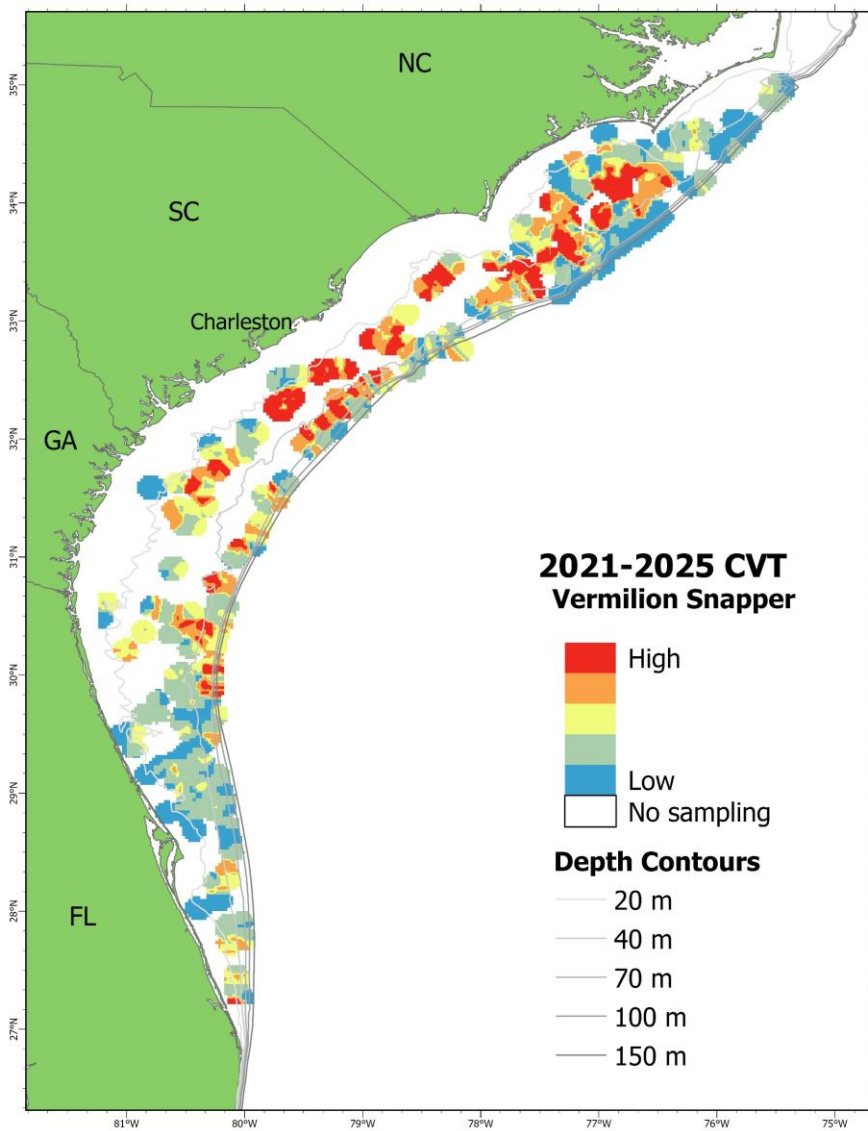 NC
SC
Charleston
GA
FL
2021-2025 CVT
Vermilion Snapper
High
Low
No sampling
Depth Contours
20 m
40 m
70 m
100 m
150 m
35°N
34°N
33°N
32°N
31°N
30°N
29°N
28°N
27°N
81°W
80°W
79°W
78°W
77°W
76°W
75°W